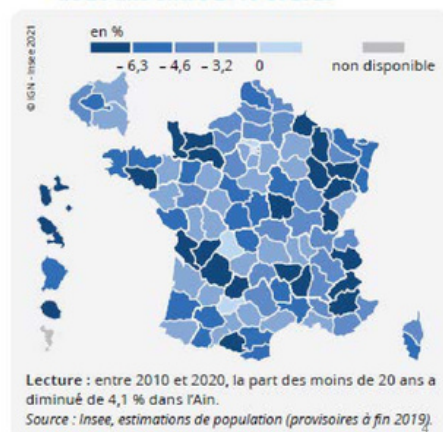 en %
– 6,3 – 4,6 – 3,2 0 non disponible
© IGN - Insee 2021
Lecture : entre 2010 et 2020, la part des moins de 20 ans a
diminué de 4,1 % dans l'Ain.
Source : Insee, estimations de population (provisoires à fin 2019).
4